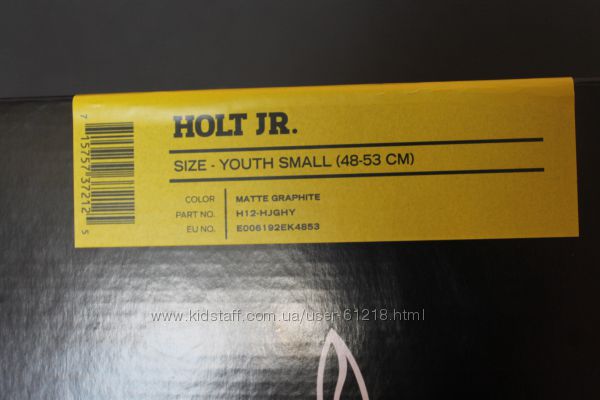 HOLT JR.
SIZE - YOUTH SMALL (48-53 CM)
COLOR MATTE GRAPHITE
PART NO. H12-HJGHY
EU NO. E006192EK4853
7 15757 37212 5
www.kidstaff.com.ua/user-61218.html